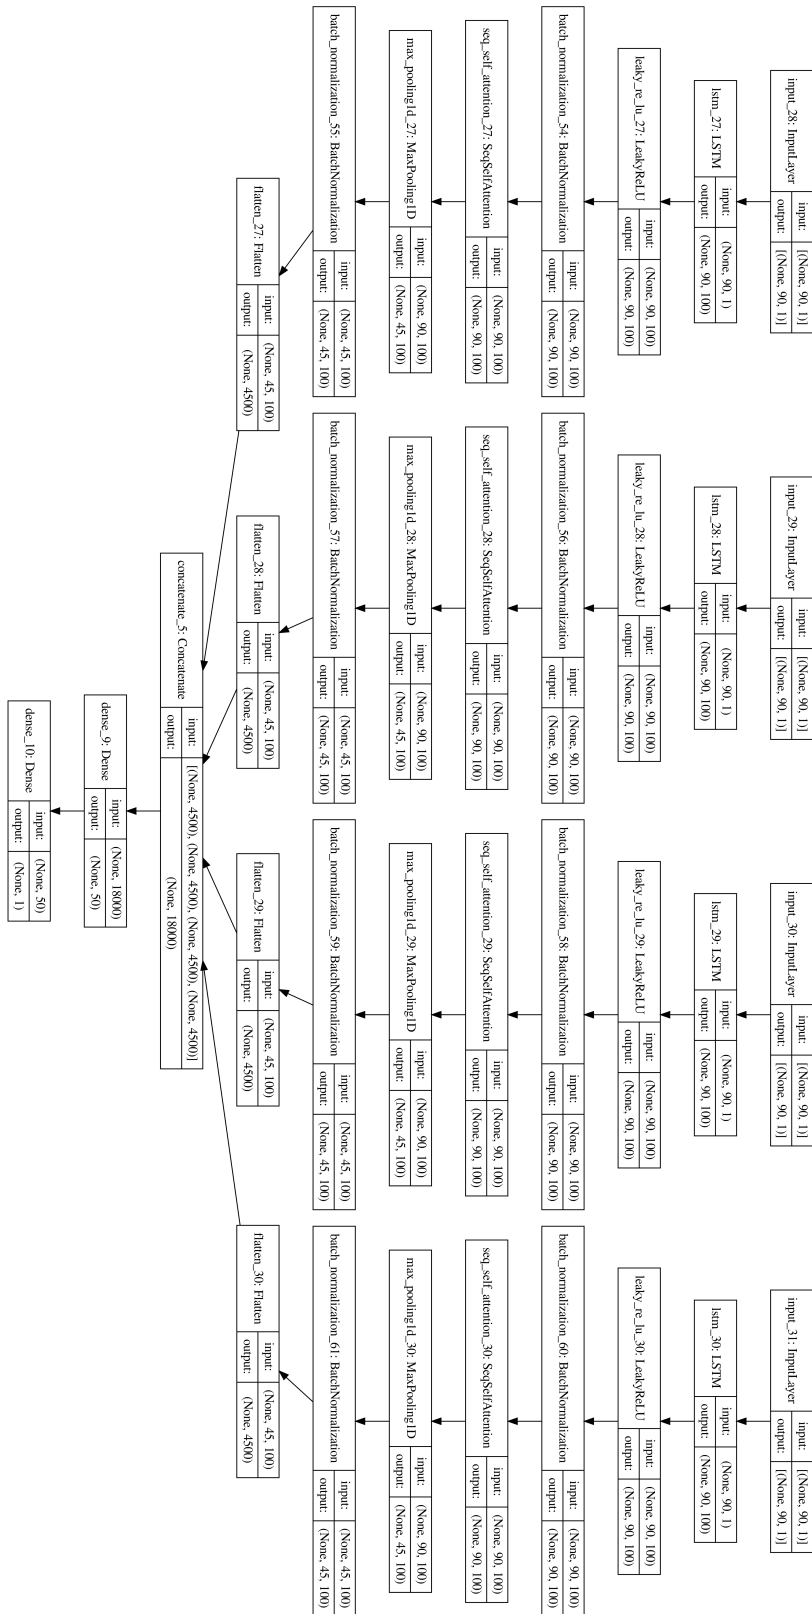 input_28: InputLayer
input: [(None, 90, 1)]
output: [(None, 90, 1)]
input_29: InputLayer
input: [(None, 90, 1)]
output: [(None, 90, 1)]
input_30: InputLayer
input: [(None, 90, 1)]
output: [(None, 90, 1)]
input_31: InputLayer
input: [(None, 90, 1)]
output: [(None, 90, 1)]
lstm_27: LSTM
input: (None, 90, 1)
output: (None, 90, 100)
lstm_28: LSTM
input: (None, 90, 1)
output: (None, 90, 100)
lstm_29: LSTM
input: (None, 90, 1)
output: (None, 90, 100)
lstm_30: LSTM
input: (None, 90, 1)
output: (None, 90, 100)
leaky_re_lu_27: LeakyReLU
input: (None, 90, 100)
output: (None, 90, 100)
leaky_re_lu_28: LeakyReLU
input: (None, 90, 100)
output: (None, 90, 100)
leaky_re_lu_29: LeakyReLU
input: (None, 90, 100)
output: (None, 90, 100)
leaky_re_lu_30: LeakyReLU
input: (None, 90, 100)
output: (None, 90, 100)
batch_normalization_54: BatchNormalization
input: (None, 90, 100)
output: (None, 90, 100)
batch_normalization_56: BatchNormalization
input: (None, 90, 100)
output: (None, 90, 100)
batch_normalization_58: BatchNormalization
input: (None, 90, 100)
output: (None, 90, 100)
batch_normalization_60: BatchNormalization
input: (None, 90, 100)
output: (None, 90, 100)
seq_self_attention_27: SeqSelfAttention
input: (None, 90, 100)
output: (None, 90, 100)
seq_self_attention_28: SeqSelfAttention
input: (None, 90, 100)
output: (None, 90, 100)
seq_self_attention_29: SeqSelfAttention
input: (None, 90, 100)
output: (None, 90, 100)
seq_self_attention_30: SeqSelfAttention
input: (None, 90, 100)
output: (None, 90, 100)
max_pooling1d_27: MaxPooling1D
input: (None, 90, 100)
output: (None, 45, 100)
max_pooling1d_28: MaxPooling1D
input: (None, 90, 100)
output: (None, 45, 100)
max_pooling1d_29: MaxPooling1D
input: (None, 90, 100)
output: (None, 45, 100)
max_pooling1d_30: MaxPooling1D
input: (None, 90, 100)
output: (None, 45, 100)
batch_normalization_55: BatchNormalization
input: (None, 45, 100)
output: (None, 45, 100)
batch_normalization_57: BatchNormalization
input: (None, 45, 100)
output: (None, 45, 100)
batch_normalization_59: BatchNormalization
input: (None, 45, 100)
output: (None, 45, 100)
batch_normalization_61: BatchNormalization
input: (None, 45, 100)
output: (None, 45, 100)
flatten_27: Flatten
input: (None, 45, 100)
output: (None, 4500)
flatten_28: Flatten
input: (None, 45, 100)
output: (None, 4500)
flatten_29: Flatten
input: (None, 45, 100)
output: (None, 4500)
flatten_30: Flatten
input: (None, 45, 100)
output: (None, 4500)
concatenate_5: Concatenate
input: [(None, 4500), (None, 4500), (None, 4500), (None, 4500)]
output: (None, 18000)
dense_9: Dense
input: (None, 18000)
output: (None, 50)
dense_10: Dense
input: (None, 50)
output: (None, 1)